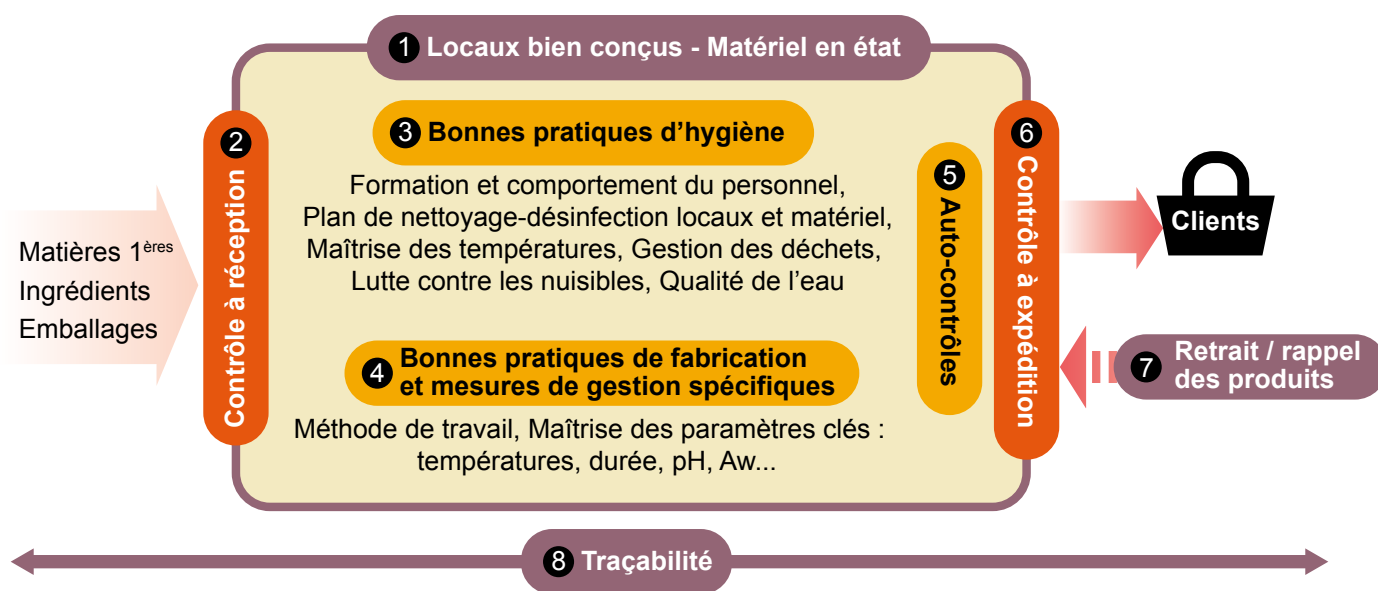 1 Locaux bien conçus - Matériel en état
Matières 1ères
Ingrédients
Emballages
2 Contrôle à réception
3 Bonnes pratiques d’hygiène
Formation et comportement du personnel,
Plan de nettoyage-désinfection locaux et matériel,
Maîtrise des températures, Gestion des déchets,
Lutte contre les nuisibles, Qualité de l’eau
4 Bonnes pratiques de fabrication
et mesures de gestion spécifiques
Méthode de travail, Maîtrise des paramètres clés :
températures, durée, pH, Aw...
5 Auto-contrôles
6 Contrôle à expédition
Clients
7 Retrait / rappel
des produits
8 Traçabilité